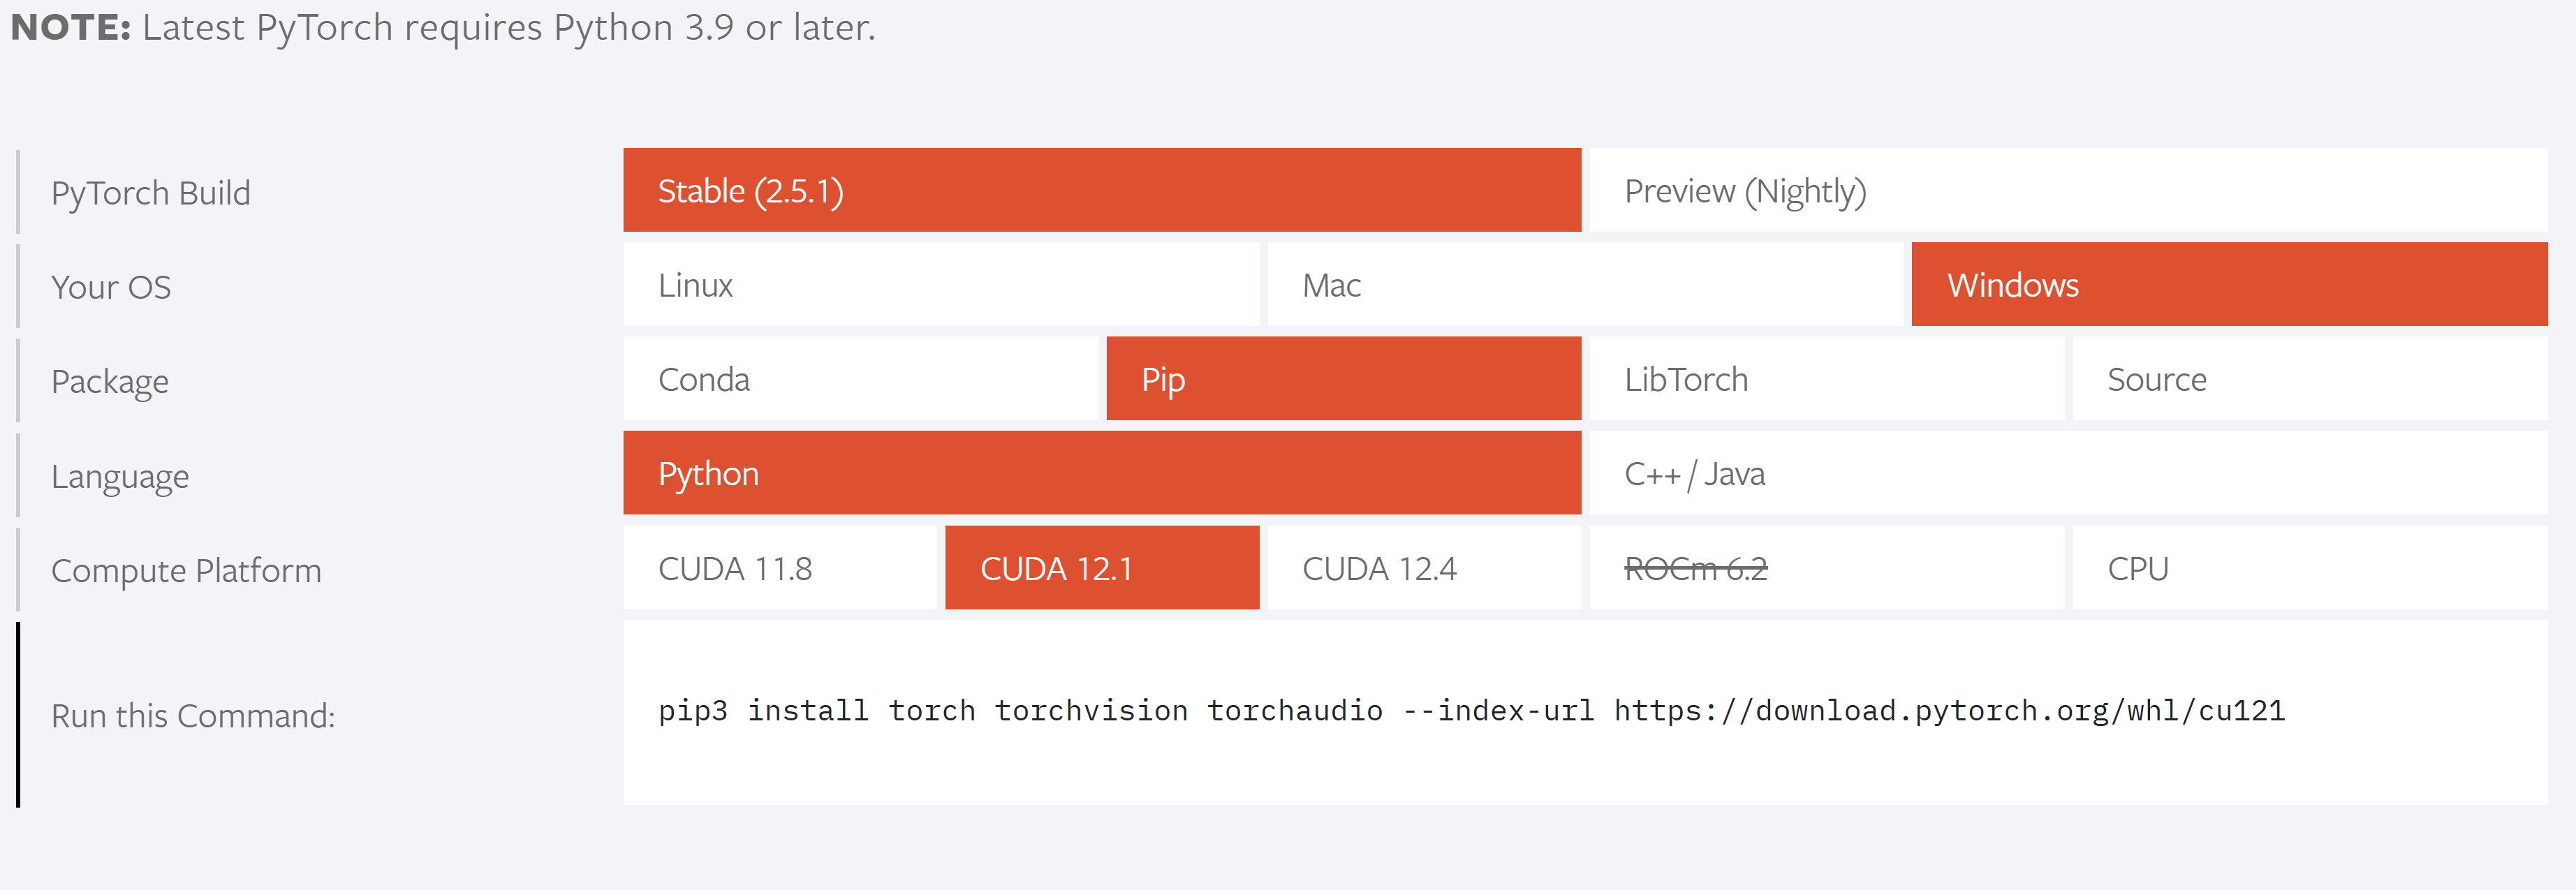 NOTE: Latest PyTorch requires Python 3.9 or later.
PyTorch Build
Stable (2.5.1)
Preview (Nightly)
Your OS
Linux
Mac
Windows
Package
Conda
Pip
LibTorch
Source
Language
Python
C++ / Java
Compute Platform
CUDA 11.8
CUDA 12.1
CUDA 12.4
ROCm 6.2
CPU
Run this Command:
pip3 install torch torchvision torchaudio --index-url https://download.pytorch.org/whl/cu121